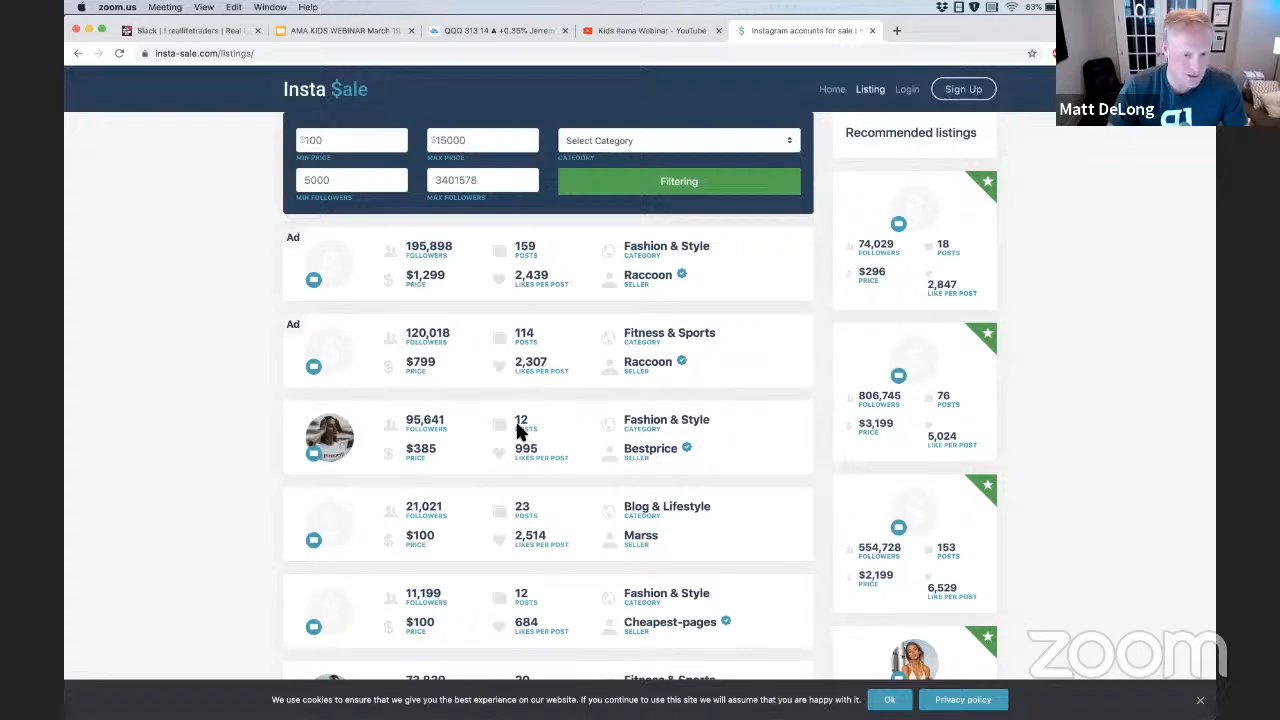 zoom.us Meeting View Edit Window Help 83%
Slack | ! reallifetraders | Real L
AMA KIDS WEBINAR March 19
QQQ 313.14 ▲ +0.38%
Kids #ama Webinar - YouTube
Instagram accounts for sale |
insta-sale.com/listings/
Matt DeLong
Insta $ale
Home Listing Login Sign Up
$100 $15000 Select Category
MIN PRICE MAX PRICE CATEGORY
5000 3401578 Filtering
MIN FOLLOWERS MAX FOLLOWERS
Ad
195,898 159 Fashion & Style
FOLLOWERS POSTS CATEGORY
$1,299 2,439 Raccoon
PRICE LIKES PER POST SELLER
Ad
120,018 114 Fitness & Sports
FOLLOWERS POSTS CATEGORY
$799 2,307 Raccoon
PRICE LIKES PER POST SELLER
95,641 12 Fashion & Style
FOLLOWERS POSTS CATEGORY
$385 995 Bestprice
PRICE LIKES PER POST SELLER
21,021 23 Blog & Lifestyle
FOLLOWERS POSTS CATEGORY
$100 2,514 Marss
PRICE LIKES PER POST SELLER
11,199 12 Fashion & Style
FOLLOWERS POSTS CATEGORY
$100 684 Cheapest-pages
PRICE LIKES PER POST SELLER
Recommended listings
74,029 18
FOLLOWERS POSTS
$296
PRICE
2,847
LIKE PER POST
806,745 76
FOLLOWERS POSTS
$3,199
PRICE
5,024
LIKE PER POST
554,728 153
FOLLOWERS POSTS
$2,199
PRICE
6,529
LIKE PER POST
zoom
We use cookies to ensure that we give you the best experience on our website. If you continue to use this site we will assume that you are happy with it. Ok Privacy policy